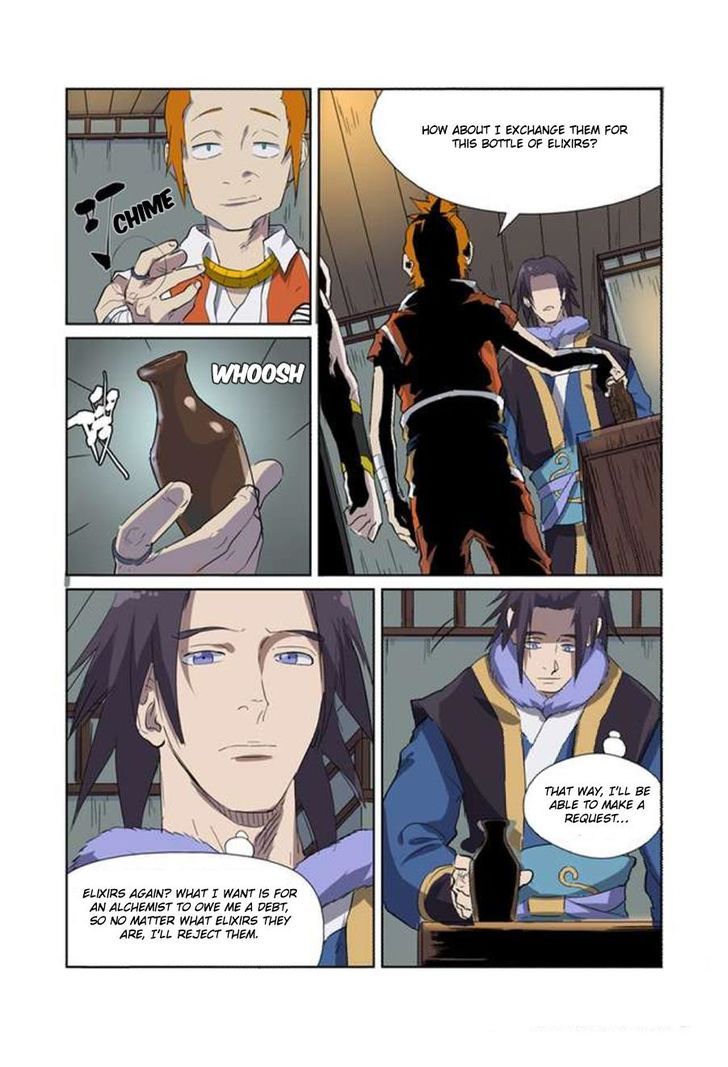 CHIME
HOW ABOUT I EXCHANGE THEM FOR
THIS BOTTLE OF ELIXIRS?
WHOOSH
ELIXIRS AGAIN? WHAT I WANT IS FOR
AN ALCHEMIST TO OWE ME A DEBT,
SO NO MATTER WHAT ELIXIRS
THEY ARE, I'LL REJECT THEM.
THAT WAY, I'LL BE
ABLE TO MAKE A
REQUEST...